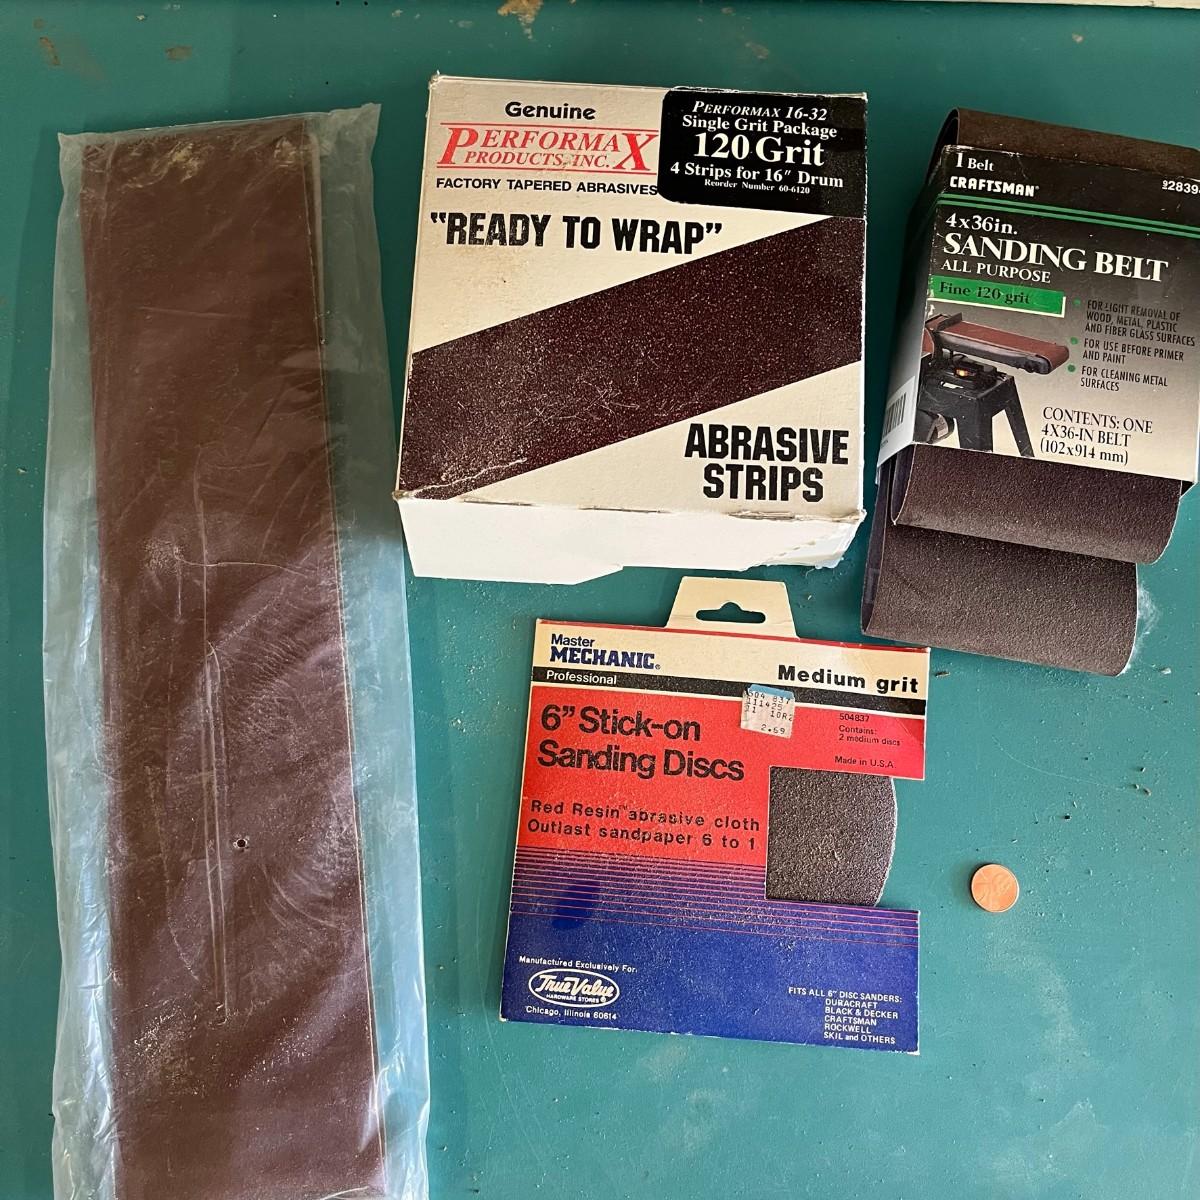 Genuine
PERFORMAX
PRODUCTS, INC.
FACTORY TAPERED ABRASIVES
PERFORMAX 16-32
Single Grit Package
120 Grit
4 Strips for 16" Drum
Reorder Number 60-6120
"READY TO WRAP"
ABRASIVE
STRIPS
1 Belt
CRAFTSMAN®
928394
4x36in.
SANDING BELT
ALL PURPOSE
Fine 120 grit
FOR LIGHT REMOVAL OF
WOOD, METAL, PLASTIC
AND FIBER GLASS SURFACES
FOR USE BEFORE PRIMER
AND PAINT
FOR CLEANING METAL
SURFACES
CONTENTS: ONE
4X36-IN BELT
(102x914 mm)
Master
MECHANIC®
Professional
Medium grit
504 837
111425
2.59
504837
Contains:
2 medium discs
Made in U.S.A.
6" Stick-on
Sanding Discs
Red Resin™ abrasive cloth
Outlast sandpaper 6 to 1
Manufactured Exclusively For:
True Value
HARDWARE STORES®
Chicago, Illinois 60614
FITS ALL 6" DISC SANDERS:
DURACRAFT
BLACK & DECKER
CRAFTSMAN
ROCKWELL
SKIL and OTHERS